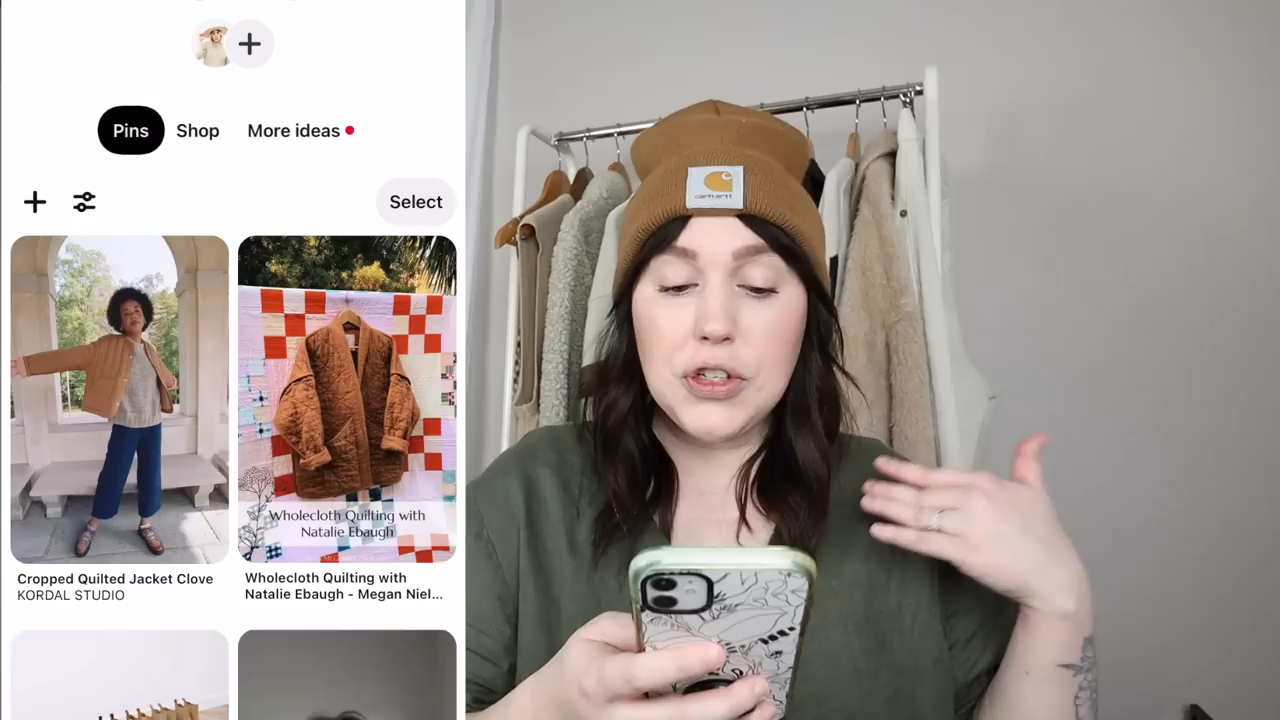 Pins
Shop
More ideas
Select
Wholecloth Quilting with
Natalie Ebaugh
Cropped Quilted Jacket Clove
KORDAL STUDIO
Wholecloth Quilting with
Natalie Ebaugh - Megan Niel...
carhartt